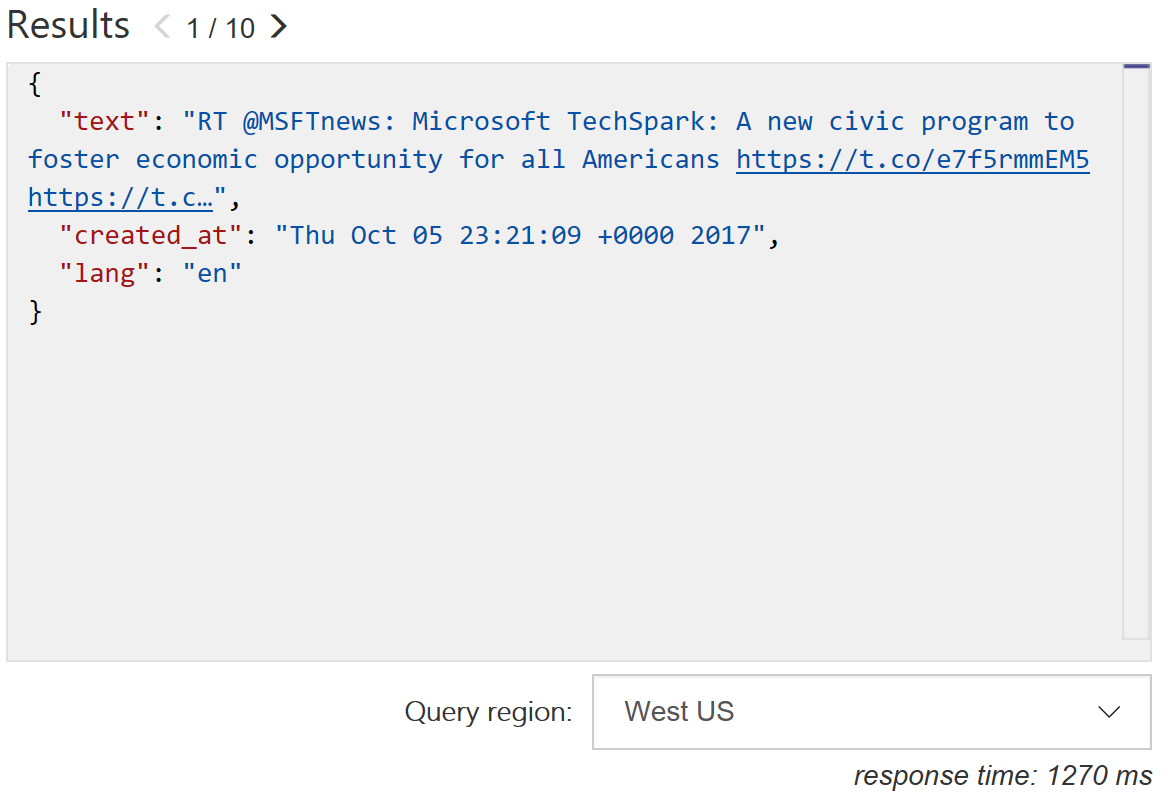 Results < 1 / 10 >
{
  "text": "RT @MSFTnews: Microsoft TechSpark: A new civic program to
foster economic opportunity for all Americans https://t.co/e7f5rmmEM5
https://t.c…",
  "created_at": "Thu Oct 05 23:21:09 +0000 2017",
  "lang": "en"
}
Query region: West US
response time: 1270 ms